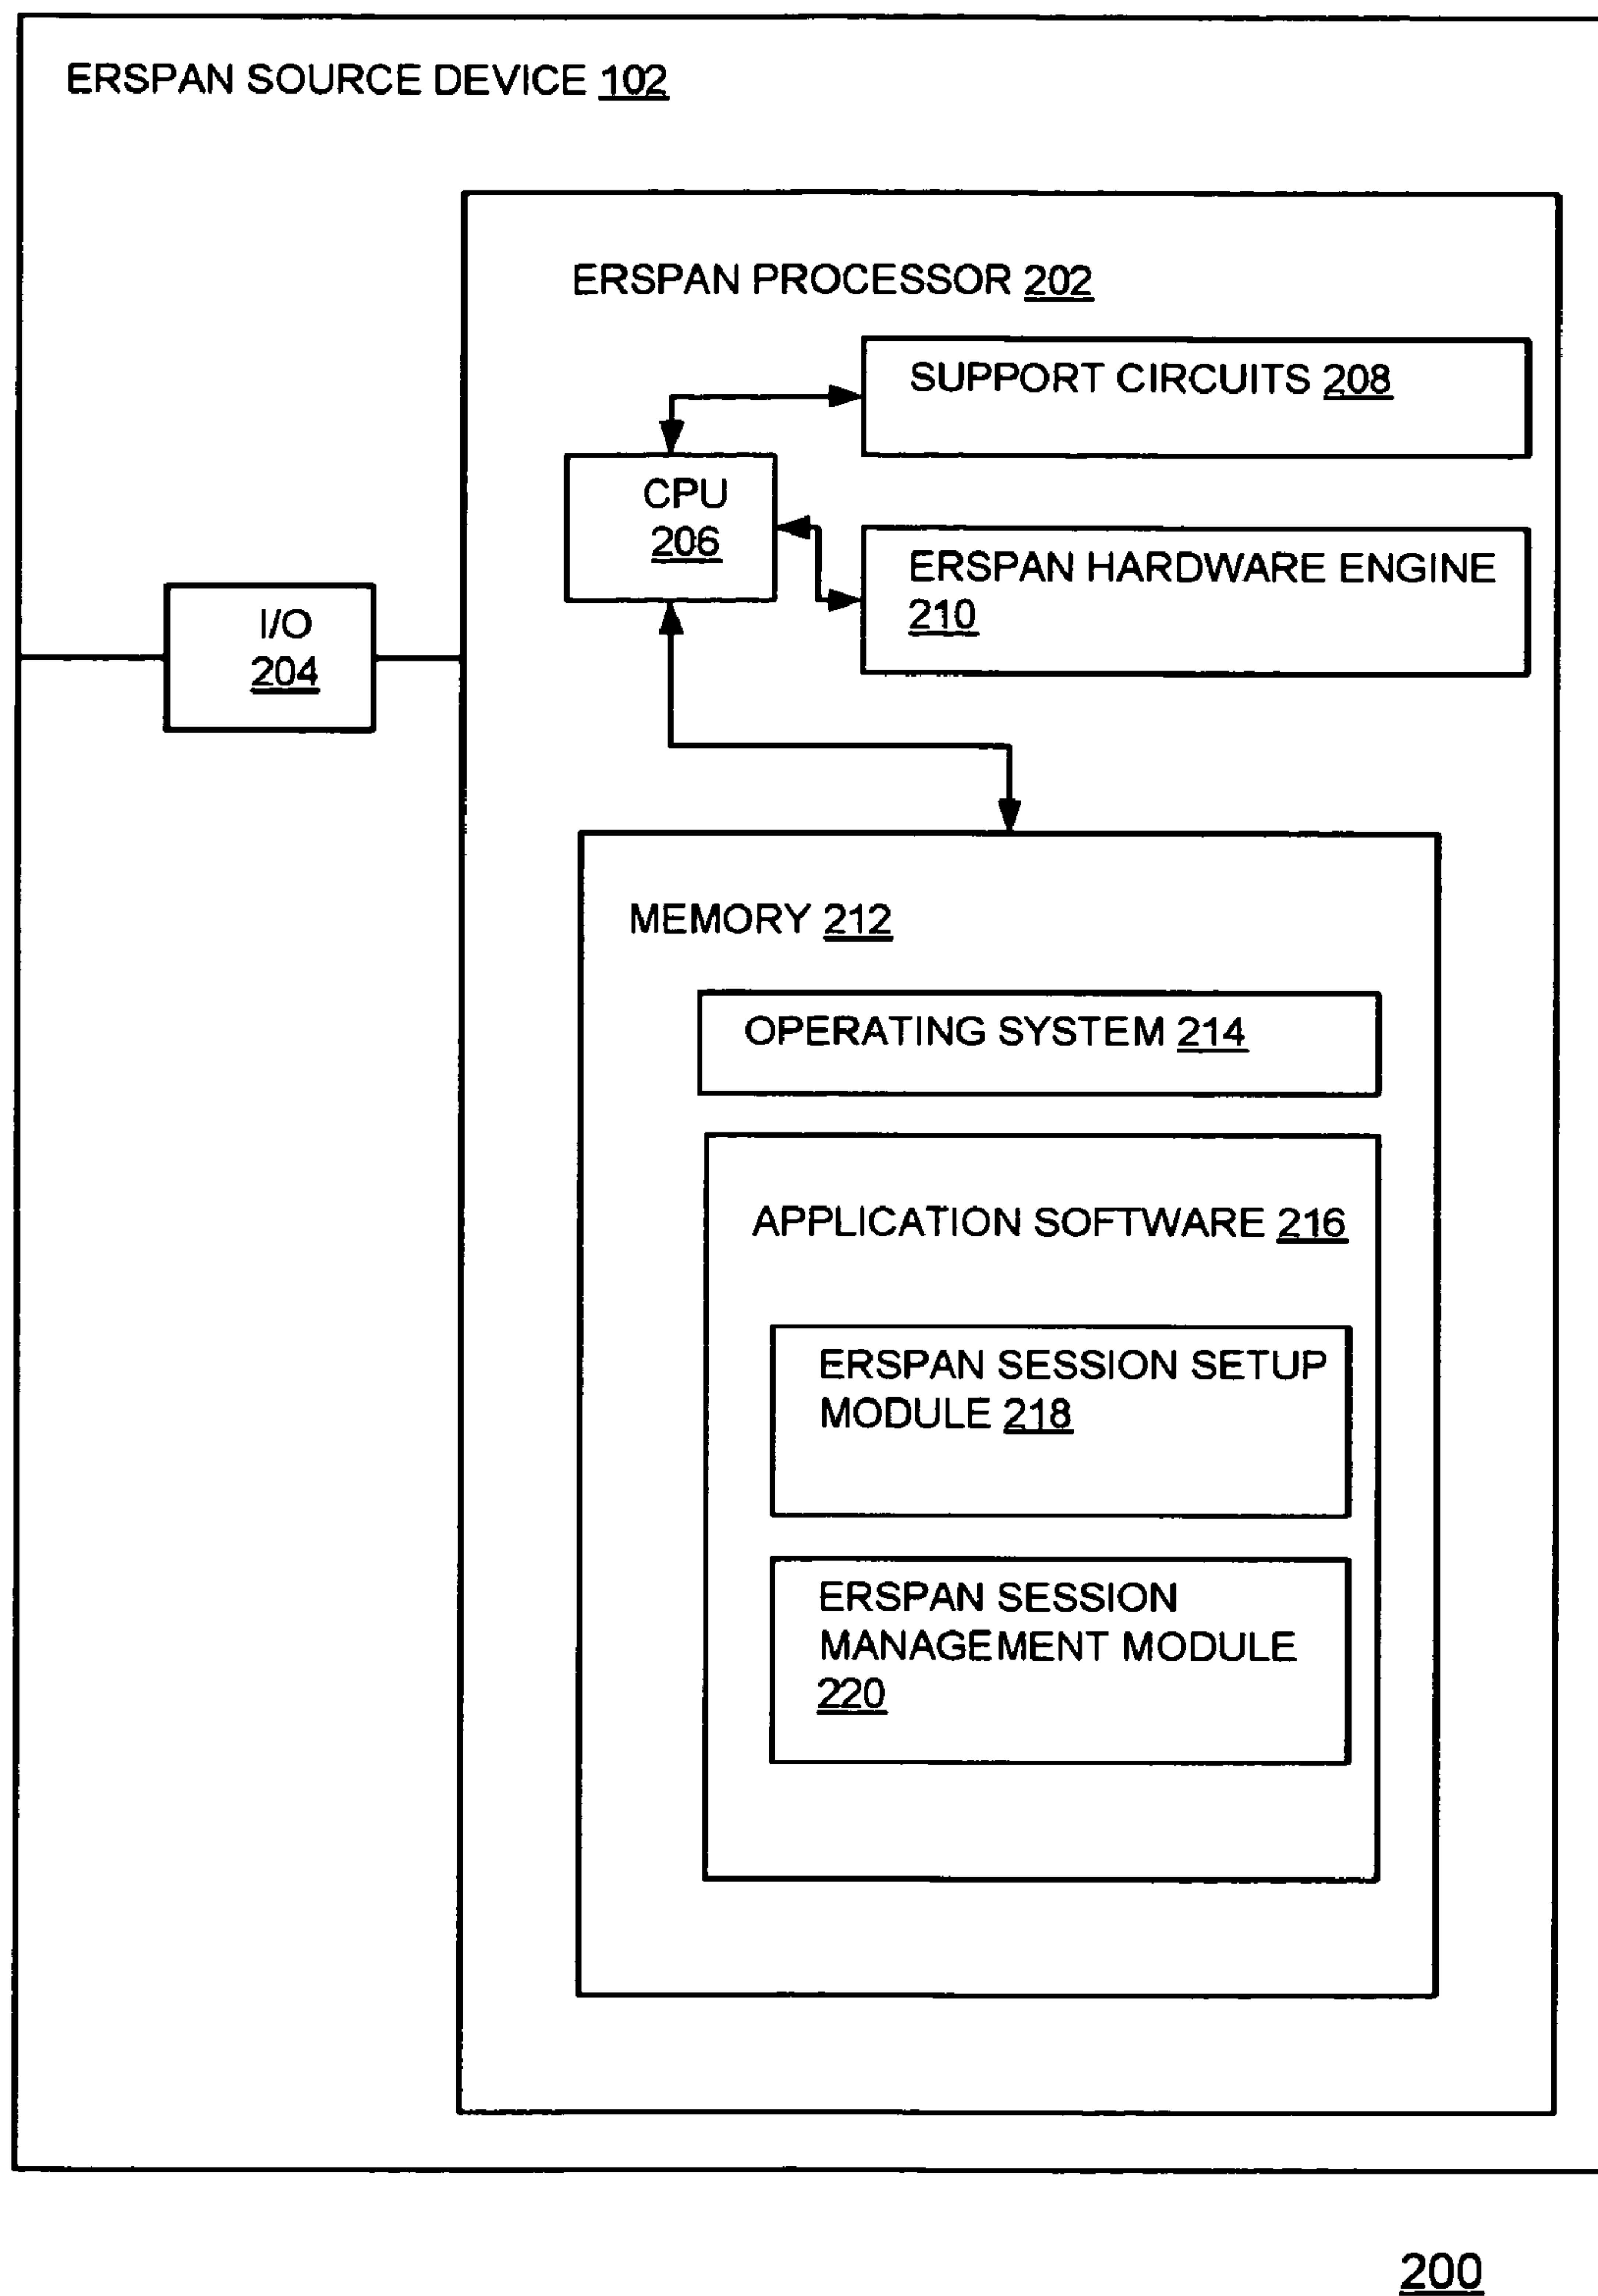 ERSPAN SOURCE DEVICE 102
ERSPAN PROCESSOR 202
SUPPORT CIRCUITS 208
CPU
206
ERSPAN HARDWARE ENGINE
210
I/O
204
MEMORY 212
OPERATING SYSTEM 214
APPLICATION SOFTWARE 216
ERSPAN SESSION SETUP
MODULE 218
ERSPAN SESSION
MANAGEMENT MODULE
220
200